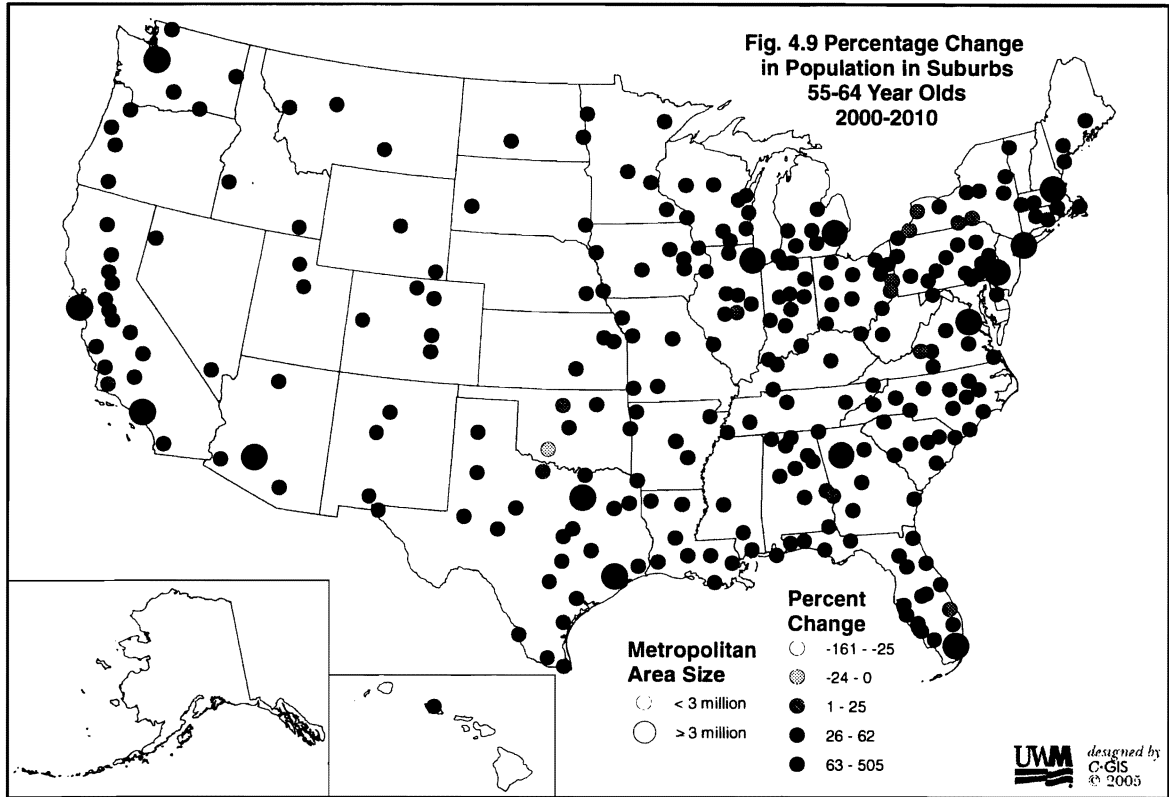 Fig. 4.9 Percentage Change
in Population in Suburbs
55-64 Year Olds
2000-2010
Metropolitan
Area Size
< 3 million
> 3 million
Percent
Change
-161 - -25
-24 - 0
1 - 25
26 - 62
63 - 505
UWM
designed by
C·GIS
© 2005